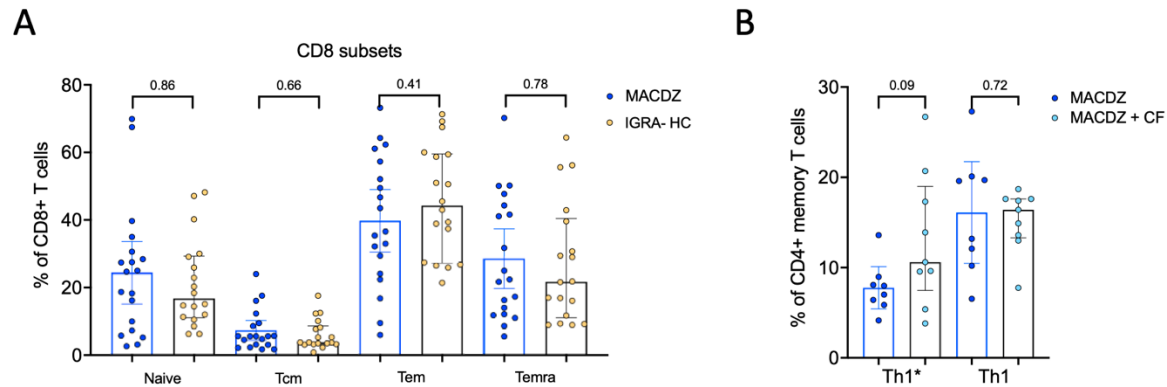 A
CD8 subsets
% of CD8+ T cells
80
60
40
20
0
0.86
0.66
0.41
0.78
Naive
Tcm
Tem
Temra
MACDZ
IGRA- HC
B
% of CD4+ memory T cells
30
20
10
0
0.09
0.72
Th1*
Th1
MACDZ
MACDZ + CF